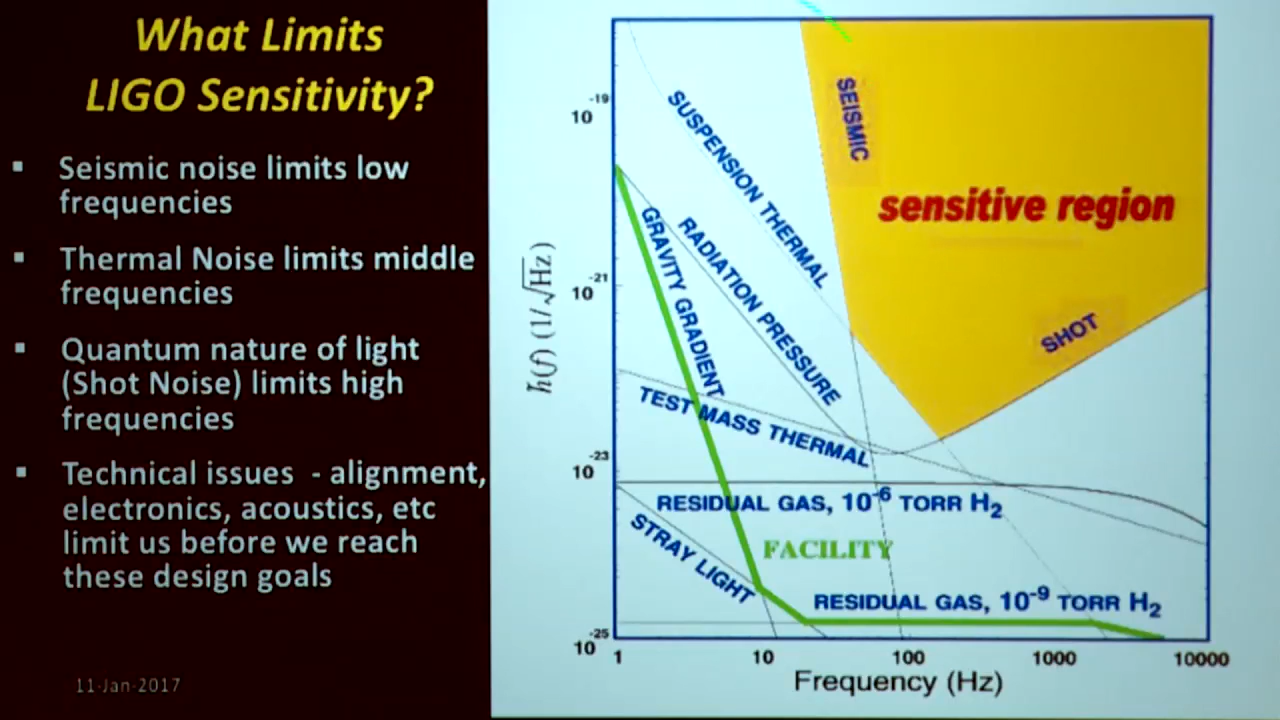 What Limits
LIGO Sensitivity?
▪ Seismic noise limits low
frequencies
▪ Thermal Noise limits middle
frequencies
▪ Quantum nature of light
(Shot Noise) limits high
frequencies
▪ Technical issues - alignment,
electronics, acoustics, etc
limit us before we reach
these design goals
11-Jan-2017
10^-19
10^-21
10^-23
10^-25
h(f) (1/√Hz)
SEISMIC
SUSPENSION THERMAL
sensitive region
GRAVITY GRADIENT
RADIATION PRESSURE
SHOT
TEST MASS THERMAL
RESIDUAL GAS, 10^-6 TORR H2
STRAY LIGHT
FACILITY
RESIDUAL GAS, 10^-9 TORR H2
1 10 100 1000 10000
Frequency (Hz)